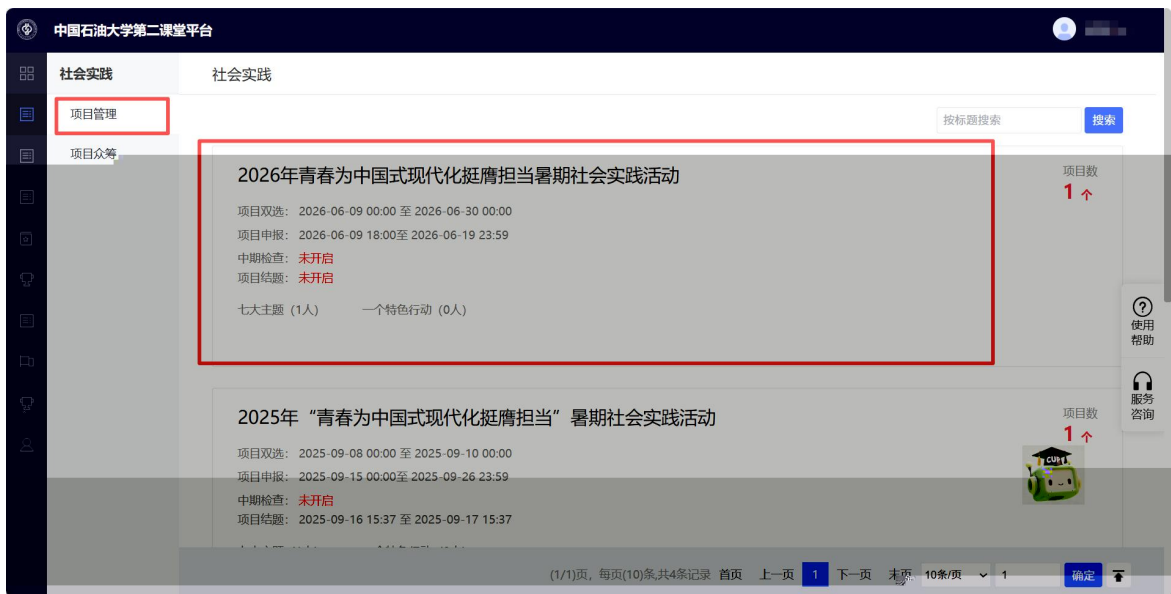 中国石油大学第二课堂平台
社会实践
项目管理
项目众筹
社会实践
按标题搜索
搜索
2026年青春为中国式现代化挺膺担当暑期社会实践活动
项目双选： 2026-06-09 00:00 至 2026-06-30 00:00
项目申报： 2026-06-09 18:00至 2026-06-19 23:59
中期检查： 未开启
项目结题： 未开启
七大主题 (1人) 一个特色行动 (0人)
项目数
1 个
使用帮助
服务咨询
2025年“青春为中国式现代化挺膺担当”暑期社会实践活动
项目双选： 2025-09-08 00:00 至 2025-09-10 00:00
项目申报： 2025-09-15 00:00至 2025-09-26 23:59
中期检查： 未开启
项目结题： 2025-09-16 15:37 至 2025-09-17 15:37
项目数
1 个
(1/1)页，每页(10)条,共4条记录 首页 上一页 1 下一页 末页 10条/页 1 确定